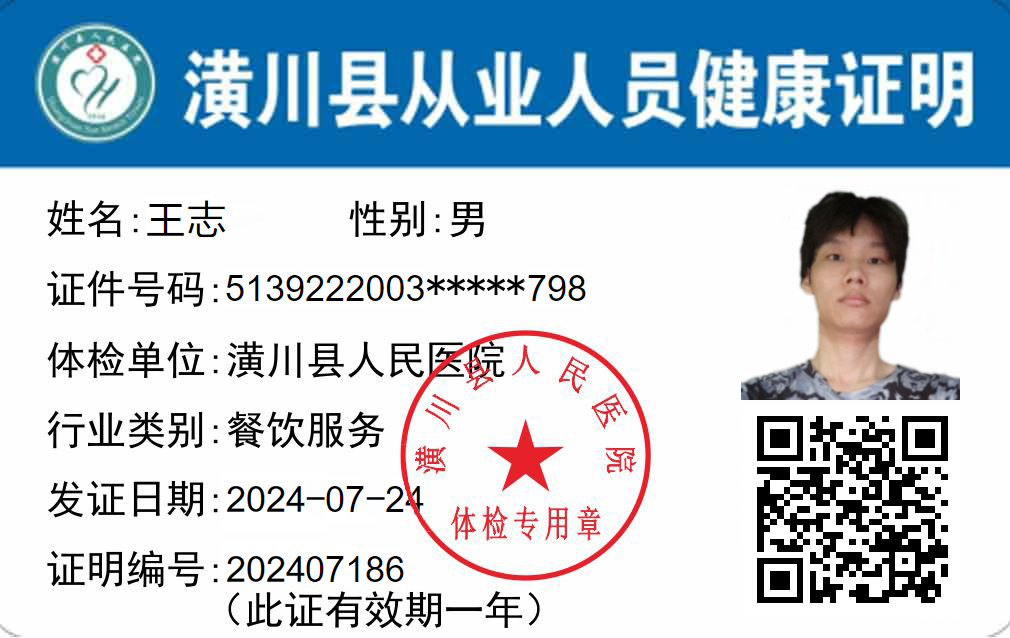 潢川县从业人员健康证明
姓名:王志 性别:男
证件号码:5139222003*****798
体检单位:潢川县人民医院
行业类别:餐饮服务
发证日期:2024-07-24
证明编号:202407186
(此证有效期一年)
潢川县人民医院
体检专用章